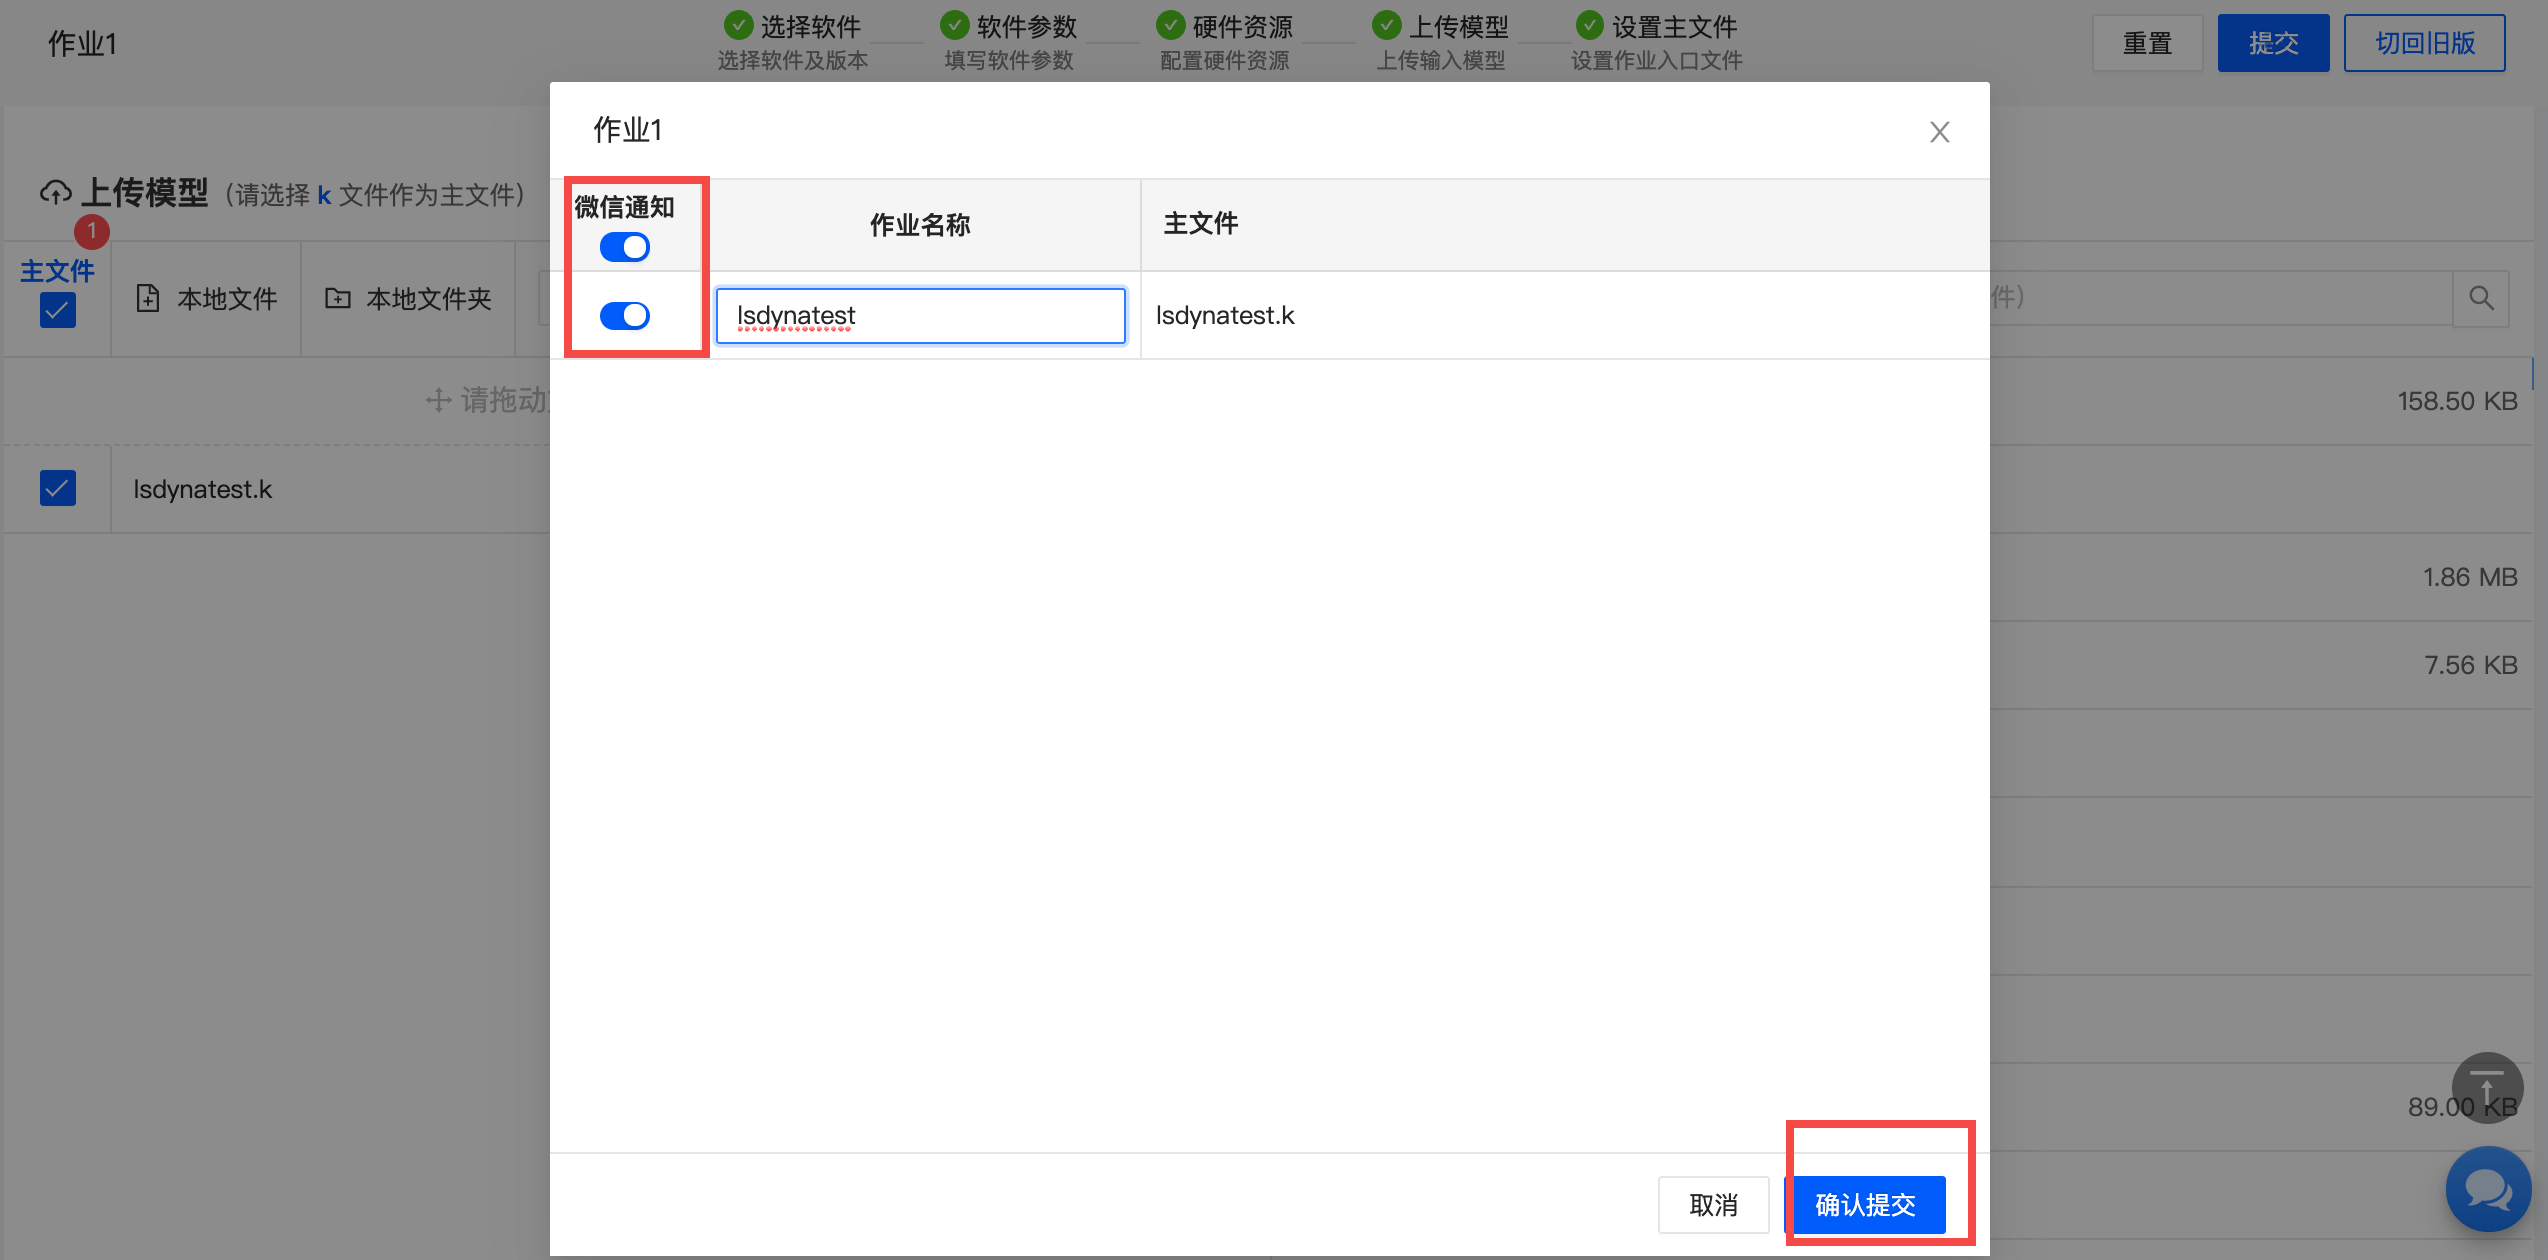 作业1
选择软件
选择软件及版本
软件参数
填写软件参数
硬件资源
配置硬件资源
上传模型
上传输入模型
设置主文件
设置作业入口文件
重置
提交
切回旧版
上传模型（请选择 k 文件作为主文件）
1
主文件
本地文件
本地文件夹
件）
请拖动
158.50 KB
lsdynatest.k
1.86 MB
7.56 KB
89.00 KB
作业1
微信通知
作业名称
主文件
lsdynatest
lsdynatest.k
取消
确认提交